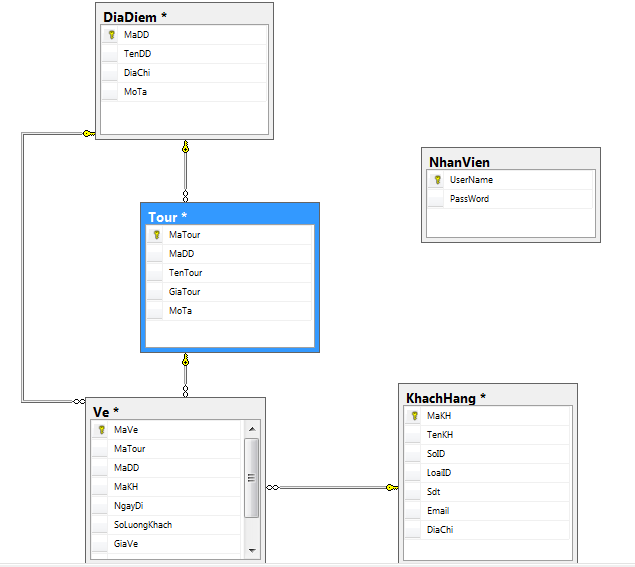 DiaDiem *
MaDD
TenDD
DiaChi
MoTa
NhanVien
UserName
PassWord
Tour *
MaTour
MaDD
TenTour
GiaTour
MoTa
Ve *
MaVe
MaTour
MaDD
MaKH
NgayDi
SoLuongKhach
GiaVe
KhachHang *
MaKH
TenKH
SoID
LoaiID
Sdt
Email
DiaChi